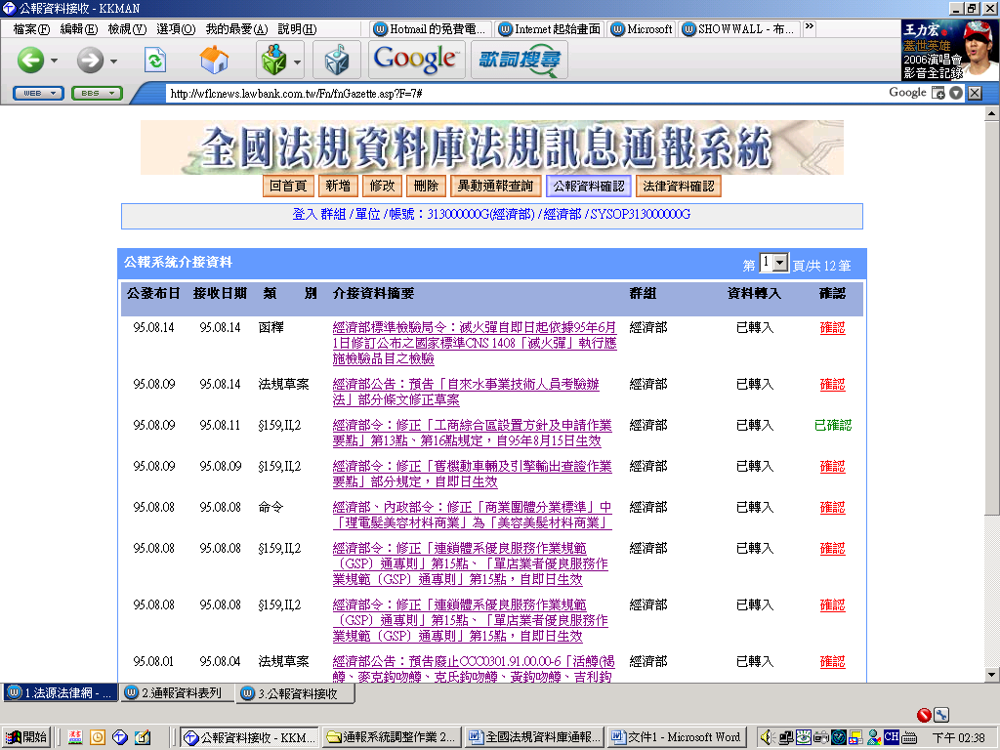 公報資料接收 - KKMAN
檔案(F) 編輯(E) 檢視(V) 選項(O) 我的最愛(A) 說明(H)
Hotmail 的免費電... Internet 起始畫面 Microsoft SHOWWALL - 布... »
王力宏
蓋世英雄
2006演唱會
影音全記錄
Google 歌詞搜尋
WEB BBS http://wflcnews.lawbank.com.tw/Fn/fnGazette.asp?F=7# Google
全國法規資料庫法規訊息通報系統
回首頁 新增 修改 刪除 異動通報查詢 公報資料確認 法律資料確認
登入 群組 / 單位 / 帳號：313000000G(經濟部) / 經濟部 / SYSOP313000000G
公報系統介接資料 第 1 頁/共 12 筆
公發布日 接收日期 類 別 介接資料摘要 群組 資料轉入 確認
95.08.14 95.08.14 函釋 經濟部標準檢驗局令：滅火彈自即日起依據95年6月 經濟部 已轉入 確認
1日修訂公布之國家標準CNS 1408「滅火彈」執行應
施檢驗品目之檢驗
95.08.09 95.08.14 法規草案 經濟部公告：預告「自來水事業技術人員考驗辦 經濟部 已轉入 確認
法」部分條文修正草案
95.08.09 95.08.11 §159,II,2 經濟部令：修正「工商綜合區設置方針及申請作業 經濟部 已轉入 已確認
要點」第13點、第16點規定，自95年8月15日生效
95.08.09 95.08.09 §159,II,2 經濟部令：修正「舊機動車輛及引擎輸出查證作業 經濟部 已轉入 確認
要點」部分規定，自即日生效
95.08.08 95.08.08 命令 經濟部、內政部令：修正「商業團體分業標準」中 經濟部 已轉入 確認
「理電髮美容材料商業」為「美容美髮材料商業」
95.08.08 95.08.08 §159,II,2 經濟部令：修正「連鎖體系優良服務作業規範 經濟部 已轉入 確認
（GSP）通專則」第15點、「單店業者優良服務作
業規範（GSP）通專則」第15點，自即日生效
95.08.08 95.08.08 §159,II,2 經濟部令：修正「連鎖體系優良服務作業規範 經濟部 已轉入 確認
（GSP）通專則」第15點、「單店業者優良服務作
業規範（GSP）通專則」第15點，自即日生效
95.08.01 95.08.04 法規草案 經濟部公告：預告廢止CCC0301.91.00.00-6「活鱒(褐 經濟部 已轉入 確認
鱒、麥克鉤吻鱒、克氏鉤吻鱒、黃鉤吻鱒、吉利鉤
1.法源法律網 - ... 2.通報資料表列 3.公報資料接收
開始 公報資料接收 - KKM... 通報系統調整作業 2... 全國法規資料庫通報... 文件1 - Microsoft Word CH 下午 02:38